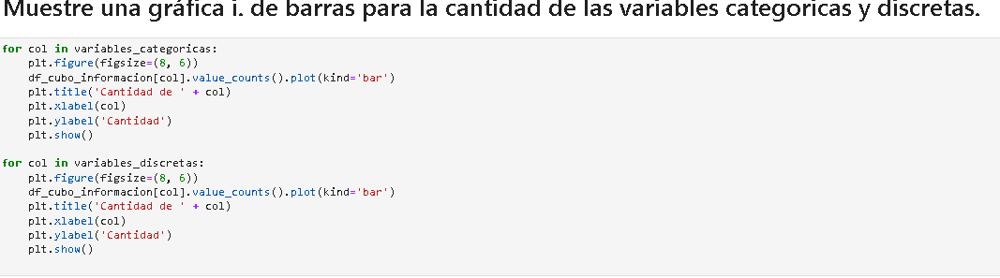 Muestre una gráfica i. de barras para la cantidad de las variables categoricas y discretas.
for col in variables_categoricas:
    plt.figure(figsize=(8, 6))
    df_cubo_informacion[col].value_counts().plot(kind='bar')
    plt.title('Cantidad de ' + col)
    plt.xlabel(col)
    plt.ylabel('Cantidad')
    plt.show()

for col in variables_discretas:
    plt.figure(figsize=(8, 6))
    df_cubo_informacion[col].value_counts().plot(kind='bar')
    plt.title('Cantidad de ' + col)
    plt.xlabel(col)
    plt.ylabel('Cantidad')
    plt.show()